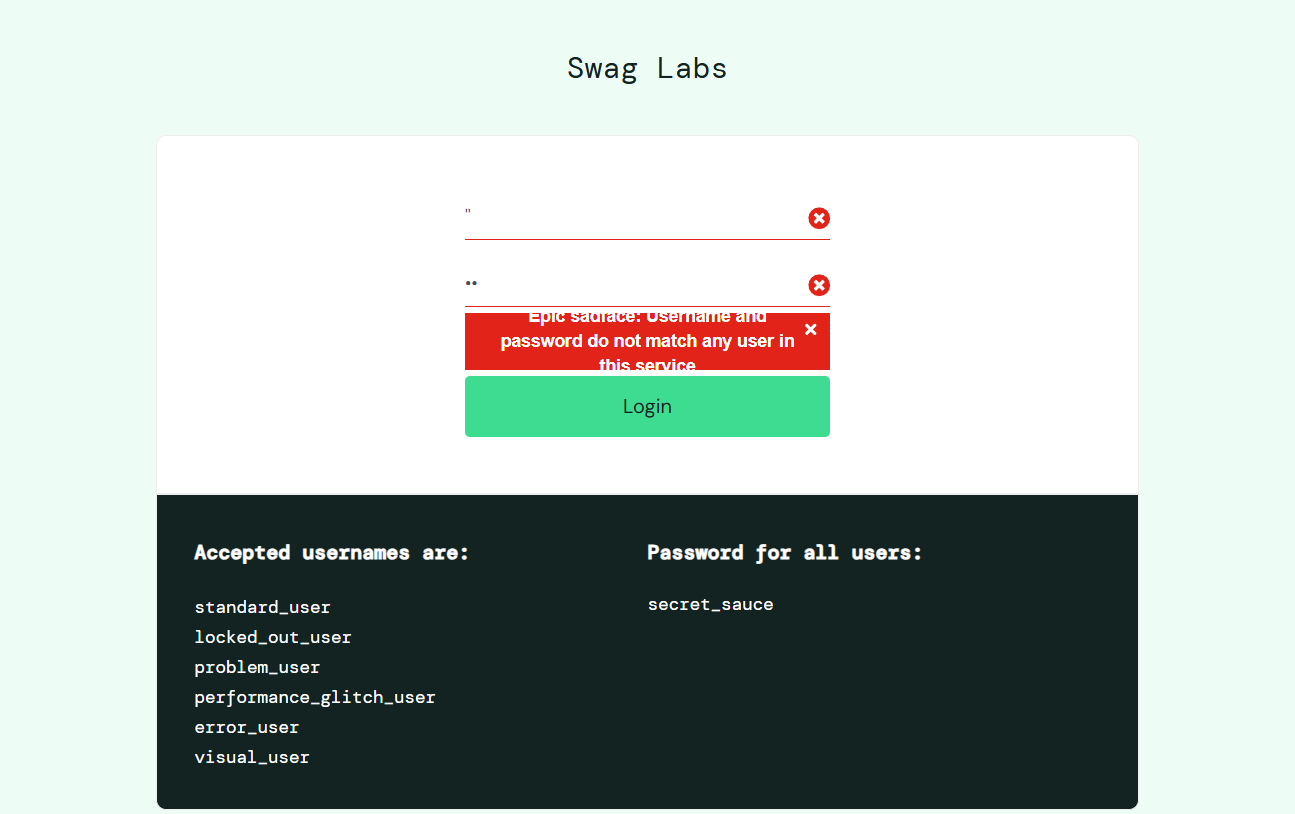 Swag Labs
"
••
Epic sadface: Username and
password do not match any user in
this service
Login
Accepted usernames are:
standard_user
locked_out_user
problem_user
performance_glitch_user
error_user
visual_user
Password for all users:
secret_sauce